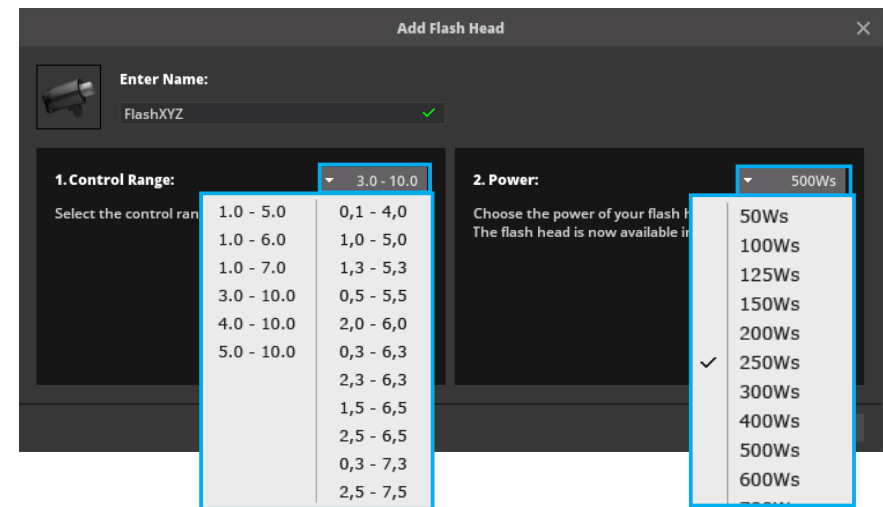 Add Flash Head
Enter Name:
FlashXYZ
1. Control Range:
3.0 - 10.0
Select the control ran
1.0 - 5.0
1.0 - 6.0
1.0 - 7.0
3.0 - 10.0
4.0 - 10.0
5.0 - 10.0
0,1 - 4,0
1,0 - 5,0
1,3 - 5,3
0,5 - 5,5
2,0 - 6,0
0,3 - 6,3
2,3 - 6,3
1,5 - 6,5
2,5 - 6,5
0,3 - 7,3
2,5 - 7,5
2. Power:
500Ws
Choose the power of your flash h
The flash head is now available in
50Ws
100Ws
125Ws
150Ws
200Ws
250Ws
300Ws
400Ws
500Ws
600Ws